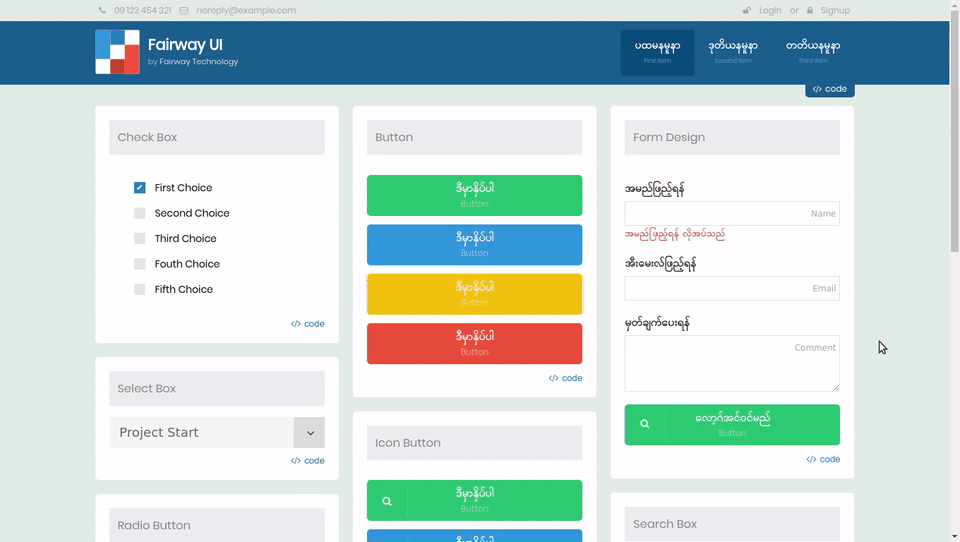 09 123 454 321 noreply@example.com
Login or Signup
Fairway UI
by Fairway Technology
ပထမနမူနာ
First Item
ဒုတိယနမူနာ
Second Item
တတိယနမူနာ
Third Item
</> code
Check Box
First Choice
Second Choice
Third Choice
Fouth Choice
Fifth Choice
</> code
Select Box
Project Start
</> code
Radio Button
Button
ဒီမှာနှိပ်ပါ
Button
ဒီမှာနှိပ်ပါ
Button
ဒီမှာနှိပ်ပါ
Button
ဒီမှာနှိပ်ပါ
Button
</> code
Icon Button
ဒီမှာနှိပ်ပါ
Button
ဒီမှာနှိပ်ပါ
Form Design
အမည်ဖြည့်ရန်
Name
အမည်ဖြည့်ရန် လိုအပ်သည်
အီးမေးလ်ဖြည့်ရန်
Email
မှတ်ချက်ပေးရန်
Comment
လော့ဂ်အင်ဝင်မည်
Button
</> code
Search Box